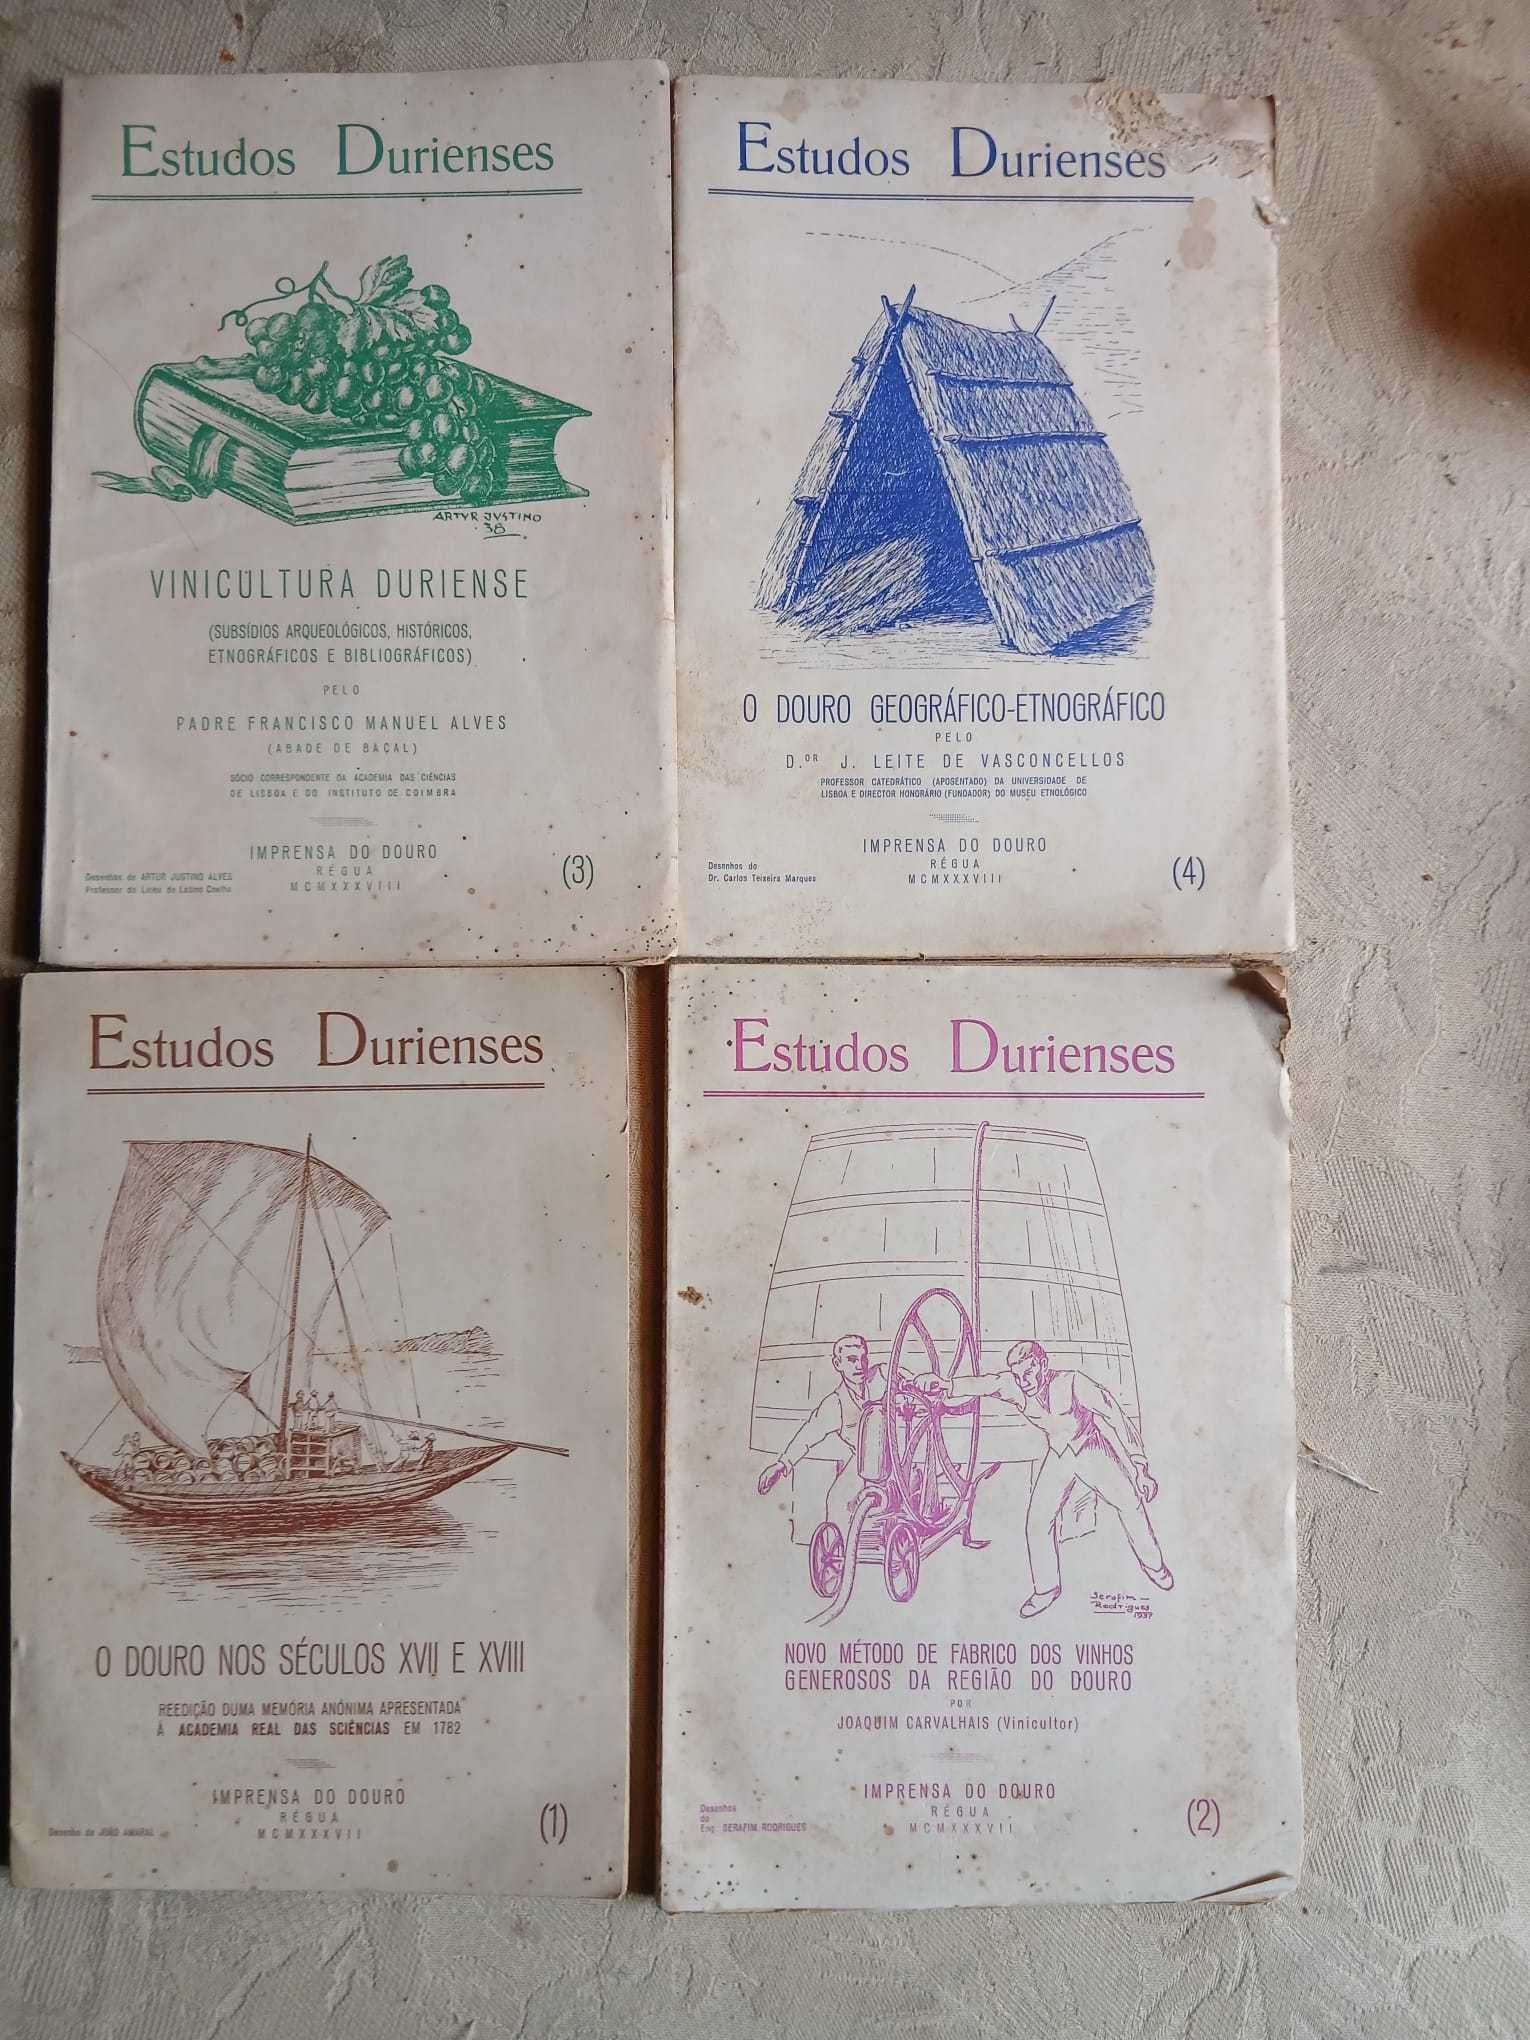 Estudos Durienses
ARTVR JVSTINO
38
VINICULTURA DURIENSE
(SUBSÍDIOS ARQUEOLÓGICOS, HISTÓRICOS,
ETNOGRÁFICOS E BIBLIOGRÁFICOS)
PELO
PADRE FRANCISCO MANUEL ALVES
(ABADE DE BAÇAL)
SÓCIO CORRESPONDENTE DA ACADEMIA DAS CIÊNCIAS
DE LISBOA E DO INSTITUTO DE COIMBRA
IMPRENSA DO DOURO
RÉGUA
MCMXXXVIII
Desenhos de ARTUR JUSTINO ALVES
Professor do Liceu de Latino Coelho
(3)
Estudos Durienses
O DOURO GEOGRÁFICO-ETNOGRÁFICO
PELO
D.OR J. LEITE DE VASCONCELLOS
PROFESSOR CATEDRÁTICO (APOSENTADO) DA UNIVERSIDADE DE
LISBOA E DIRECTOR HONORÁRIO (FUNDADOR) DO MUSEU ETNOLÓGICO
IMPRENSA DO DOURO
RÉGUA
MCMXXXVIII
Desenhos do
Dr. Carlos Teixeira Marques
(4)
Estudos Durienses
O DOURO NOS SÉCULOS XVII E XVIII
REEDIÇÃO DUMA MEMÓRIA ANÓNIMA APRESENTADA
À ACADEMIA REAL DAS SCIÊNCIAS EM 1782
IMPRENSA DO DOURO
RÉGUA
MCMXXXVII
Desenho de JOÃO AMARAL
(1)
Estudos Durienses
Serafim
Rodrigues
1937
NOVO MÉTODO DE FABRICO DOS VINHOS
GENEROSOS DA REGIÃO DO DOURO
POR
JOAQUIM CARVALHAIS (Vinicultor)
IMPRENSA DO DOURO
RÉGUA
MCMXXXVII
Desenhos
do
Eng. SERAFIM RODRIGUES
(2)